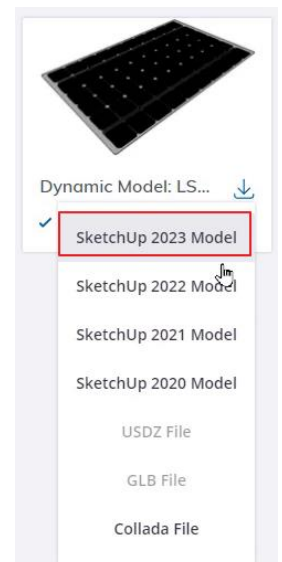 Dynamic Model: LS...
SketchUp 2023 Model
SketchUp 2022 Model
SketchUp 2021 Model
SketchUp 2020 Model
USDZ File
GLB File
Collada File